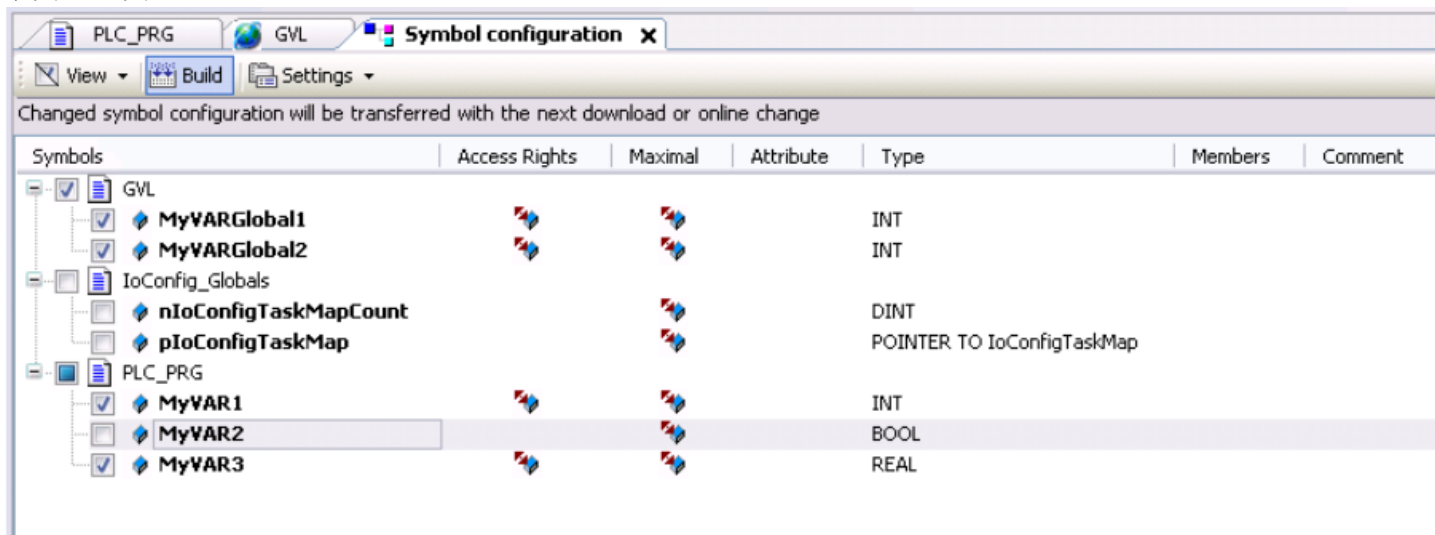 PLC_PRG GVL Symbol configuration x
View Build Settings
Changed symbol configuration will be transferred with the next download or online change
Symbols Access Rights Maximal Attribute Type Members Comment
GVL
MyVARGlobal1 INT
MyVARGlobal2 INT
IoConfig_Globals
nIoConfigTaskMapCount DINT
pIoConfigTaskMap POINTER TO IoConfigTaskMap
PLC_PRG
MyVAR1 INT
MyVAR2 BOOL
MyVAR3 REAL